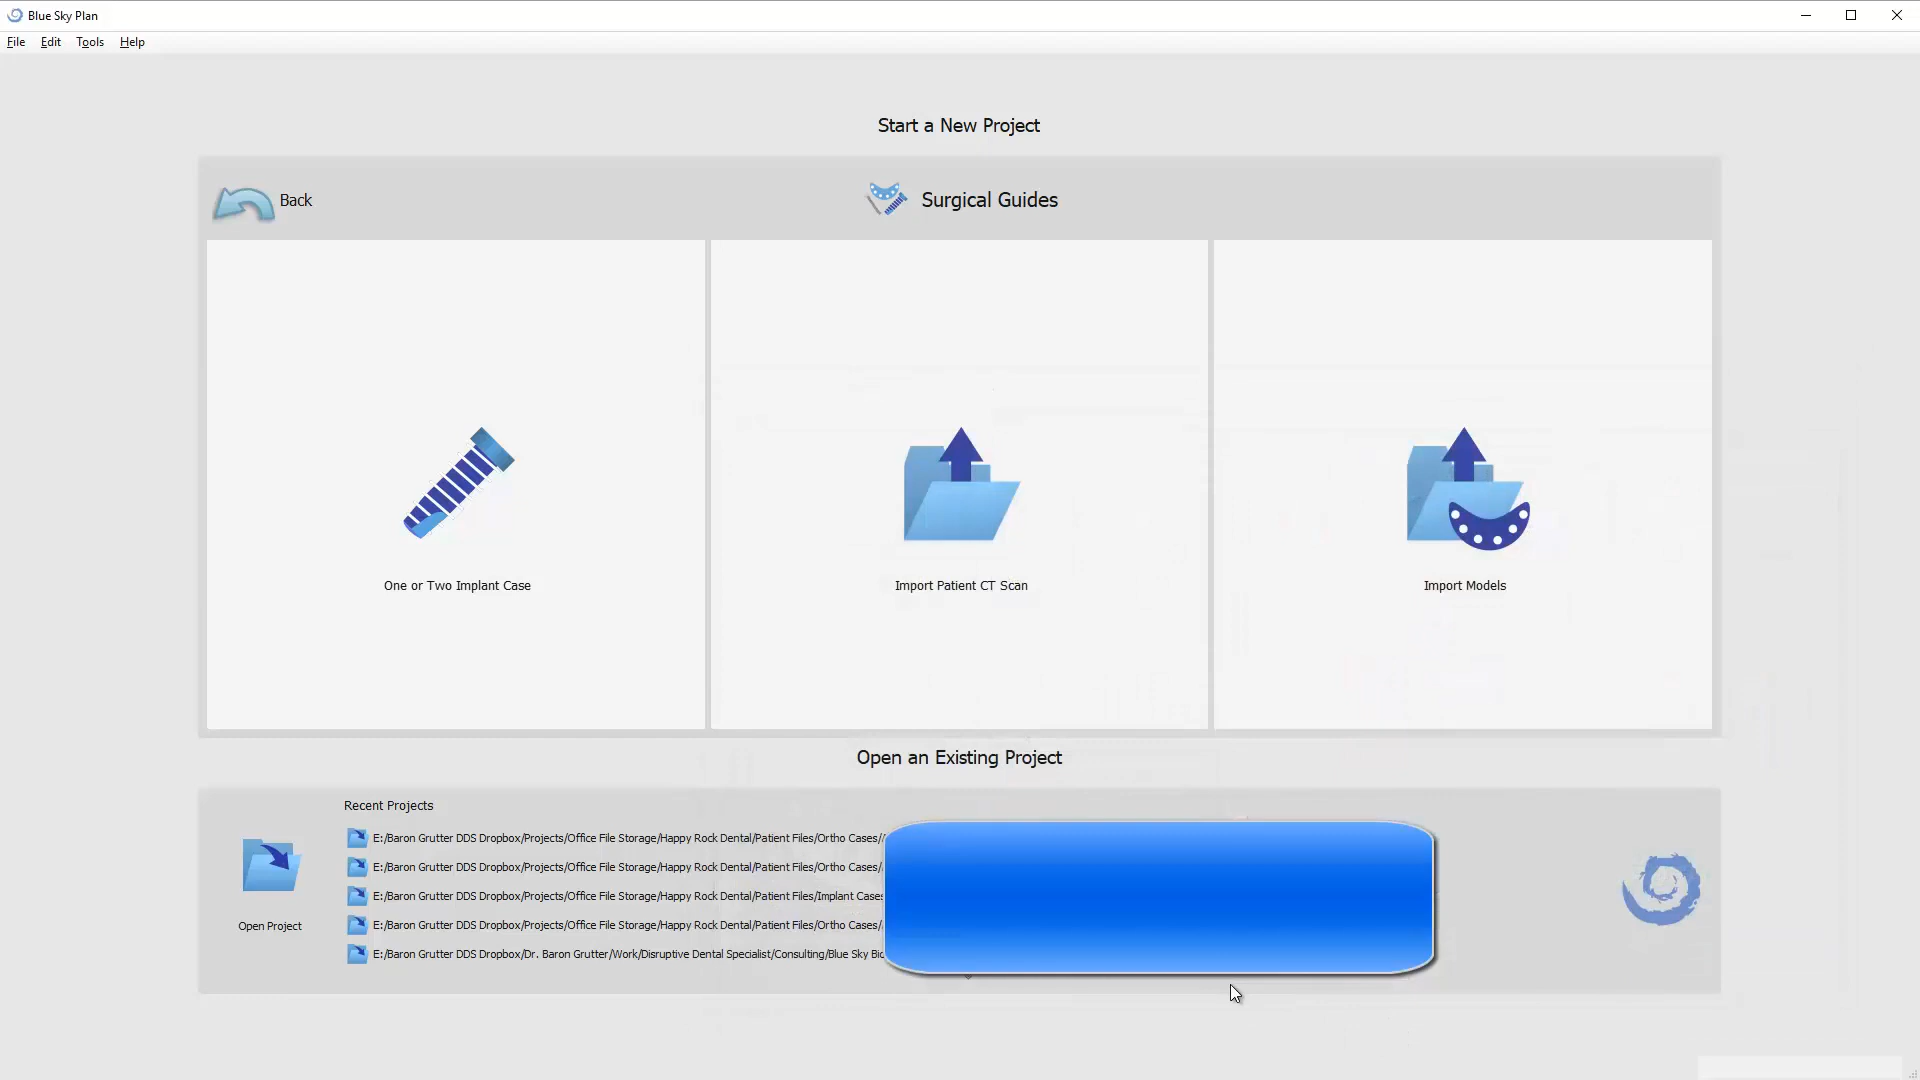 Blue Sky Plan
File Edit Tools Help
Start a New Project
Back
Surgical Guides
One or Two Implant Case
Import Patient CT Scan
Import Models
Open an Existing Project
Recent Projects
E:/Baron Grutter DDS Dropbox/Projects/Office File Storage/Happy Rock Dental/Patient Files/Ortho Cases/
E:/Baron Grutter DDS Dropbox/Projects/Office File Storage/Happy Rock Dental/Patient Files/Ortho Cases/
E:/Baron Grutter DDS Dropbox/Projects/Office File Storage/Happy Rock Dental/Patient Files/Implant Cases
E:/Baron Grutter DDS Dropbox/Projects/Office File Storage/Happy Rock Dental/Patient Files/Ortho Cases/
E:/Baron Grutter DDS Dropbox/Dr. Baron Grutter/Work/Disruptive Dental Specialist/Consulting/Blue Sky Bio
Open Project